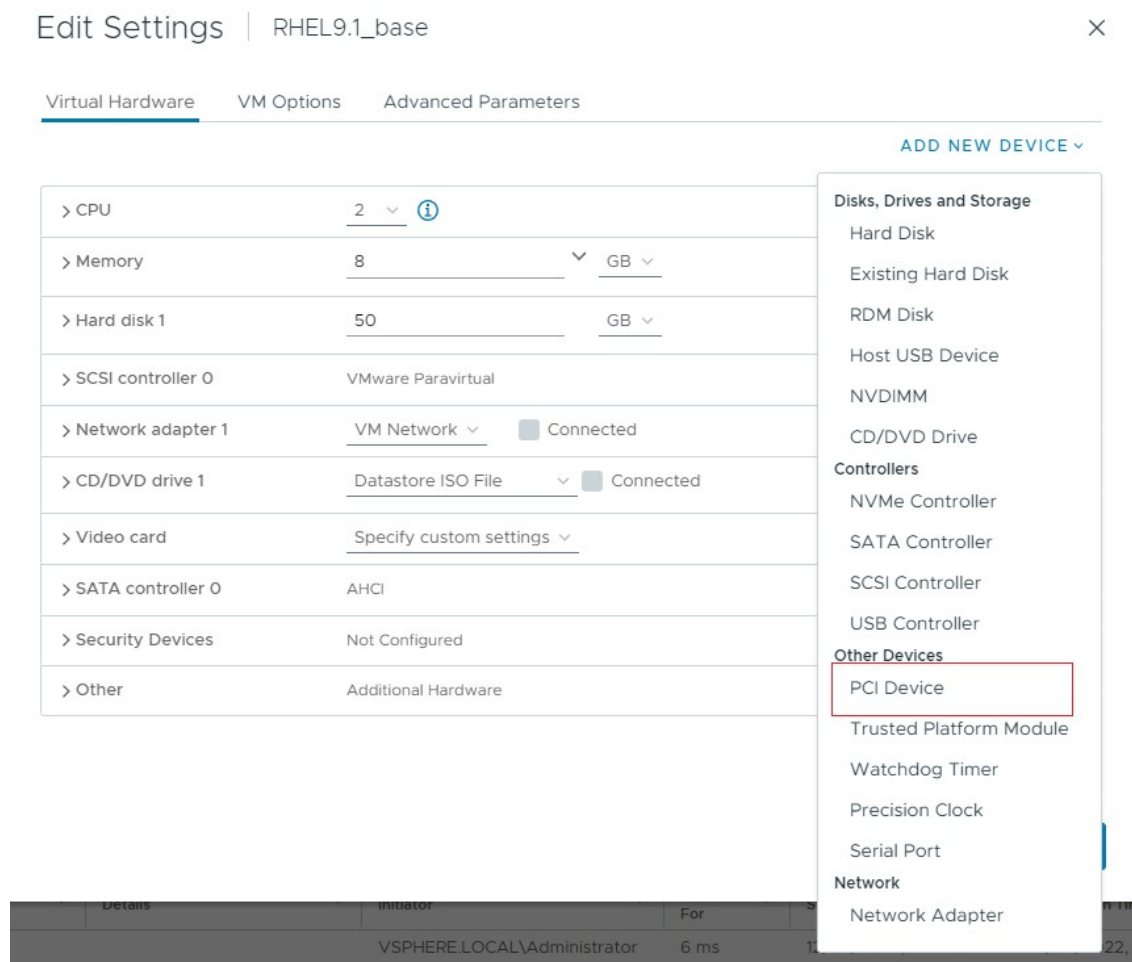 Edit Settings RHEL9.1_base
Virtual Hardware VM Options Advanced Parameters
ADD NEW DEVICE
CPU 2
Memory 8 GB
Hard disk 1 50 GB
SCSI controller 0 VMware Paravirtual
Network adapter 1 VM Network Connected
CD/DVD drive 1 Datastore ISO File Connected
Video card Specify custom settings
SATA controller 0 AHCI
Security Devices Not Configured
Other Additional Hardware
Disks, Drives and Storage
Hard Disk
Existing Hard Disk
RDM Disk
Host USB Device
NVDIMM
CD/DVD Drive
Controllers
NVMe Controller
SATA Controller
SCSI Controller
USB Controller
Other Devices
PCI Device
Trusted Platform Module
Watchdog Timer
Precision Clock
Serial Port
Network
Network Adapter
Details Initiator For
VSPHERE.LOCAL\Administrator 6 ms